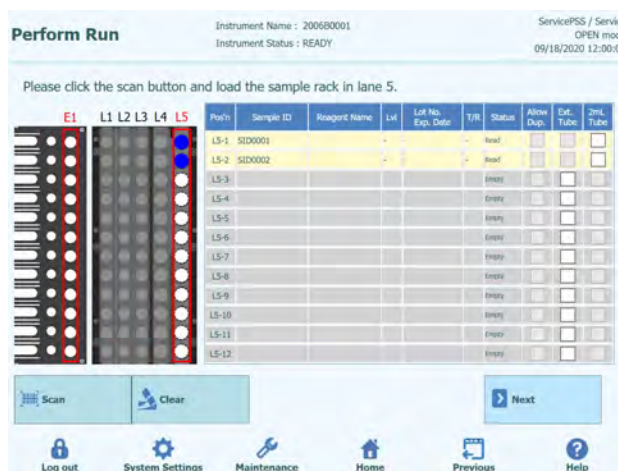 Perform Run
Instrument Name : 2006B0001
Instrument Status : READY
ServicePSS / Servi
OPEN mod
09/18/2020 12:00:0
Please click the scan button and load the sample rack in lane 5.
E1 L1 L2 L3 L4 L5
Pos'n Sample ID Reagent Name Lvl Lot No. Exp. Date T/R Status Allow Dup. Ext. Tube 2mL Tube
L5-1 SID0001 - - - Read
L5-2 SID0002 - - - Read
L5-3 Empty
L5-4 Empty
L5-5 Empty
L5-6 Empty
L5-7 Empty
L5-8 Empty
L5-9 Empty
L5-10 Empty
L5-11 Empty
L5-12 Empty
Scan
Clear
Next
Log out System Settings Maintenance Home Previous Help